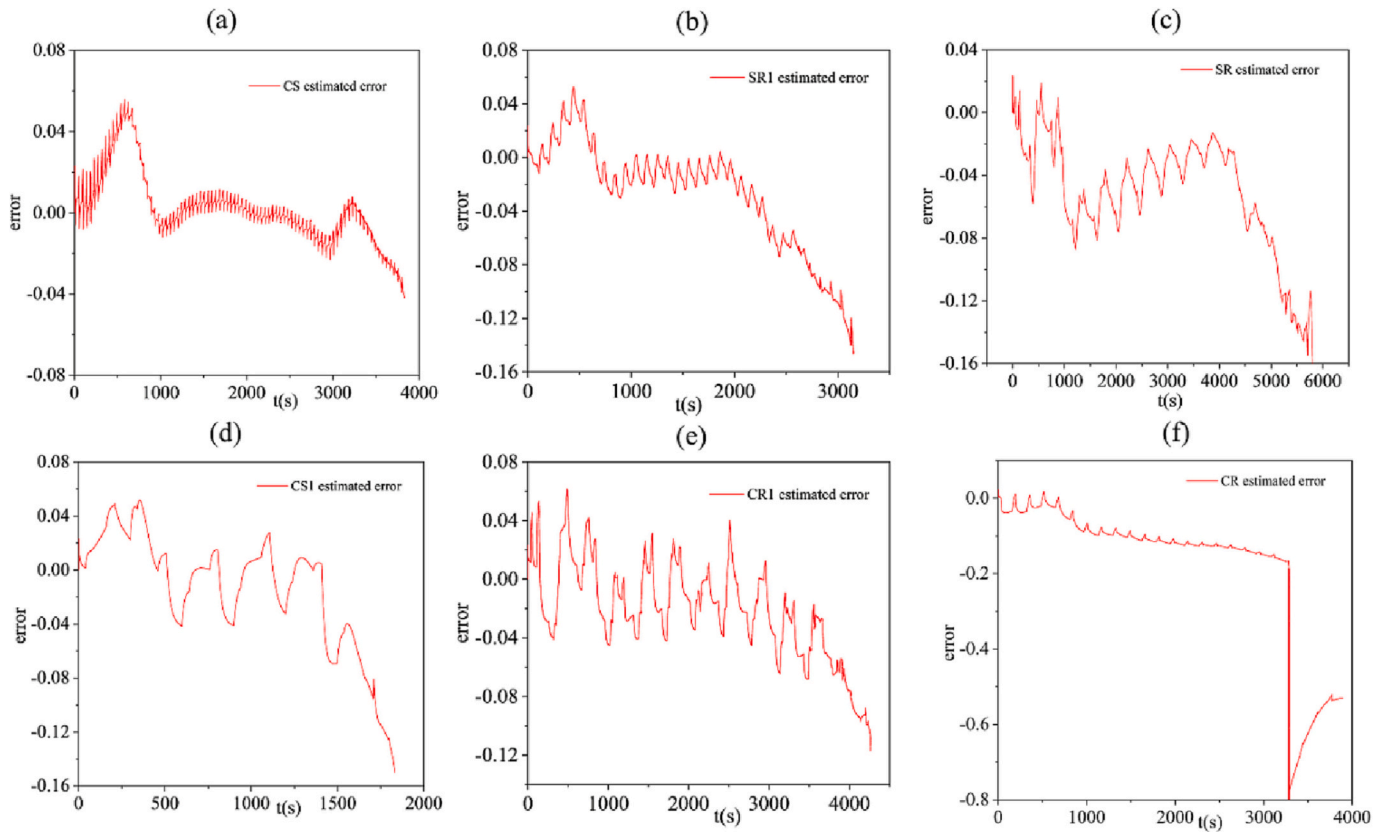 (a)
0.08
0.04
0.00
-0.04
-0.08
error
CS estimated error
0
1000
2000
3000
4000
t(s)
(b)
0.08
0.04
0.00
-0.04
-0.08
-0.12
-0.16
error
SR1 estimated error
0
1000
2000
3000
t(s)
(c)
0.04
0.00
-0.04
-0.08
-0.12
-0.16
error
SR estimated error
0
1000
2000
3000
4000
5000
6000
t(s)
(d)
0.08
0.04
0.00
-0.04
-0.08
-0.12
-0.16
error
CS1 estimated error
0
500
1000
1500
2000
t(s)
(e)
0.08
0.04
0.00
-0.04
-0.08
-0.12
error
CR1 estimated error
0
1000
2000
3000
4000
t(s)
(f)
0.0
-0.2
-0.4
-0.6
-0.8
error
CR estimated error
0
1000
2000
3000
4000
t(s)